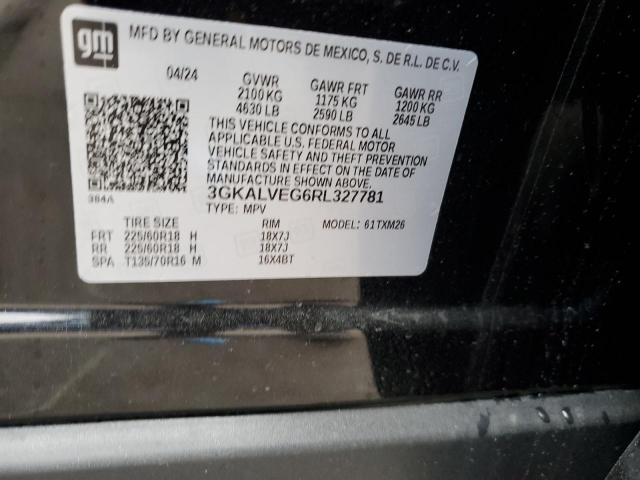 gm
MFD BY GENERAL MOTORS DE MEXICO, S. DE R.L. DE C.V.
04/24 GVWR GAWR FRT GAWR RR
2100 KG 1175 KG 1200 KG
4630 LB 2590 LB 2645 LB
THIS VEHICLE CONFORMS TO ALL
APPLICABLE U.S. FEDERAL MOTOR
VEHICLE SAFETY AND THEFT PREVENTION
STANDARDS IN EFFECT ON THE DATE OF
MANUFACTURE SHOWN ABOVE.
384A 3GKALVEG6RL327781
TYPE: MPV MODEL: 61TXM26
TIRE SIZE RIM
FRT 225/60R18 H 18X7J
RR 225/60R18 H 18X7J
SPA T135/70R16 M 16X4BT